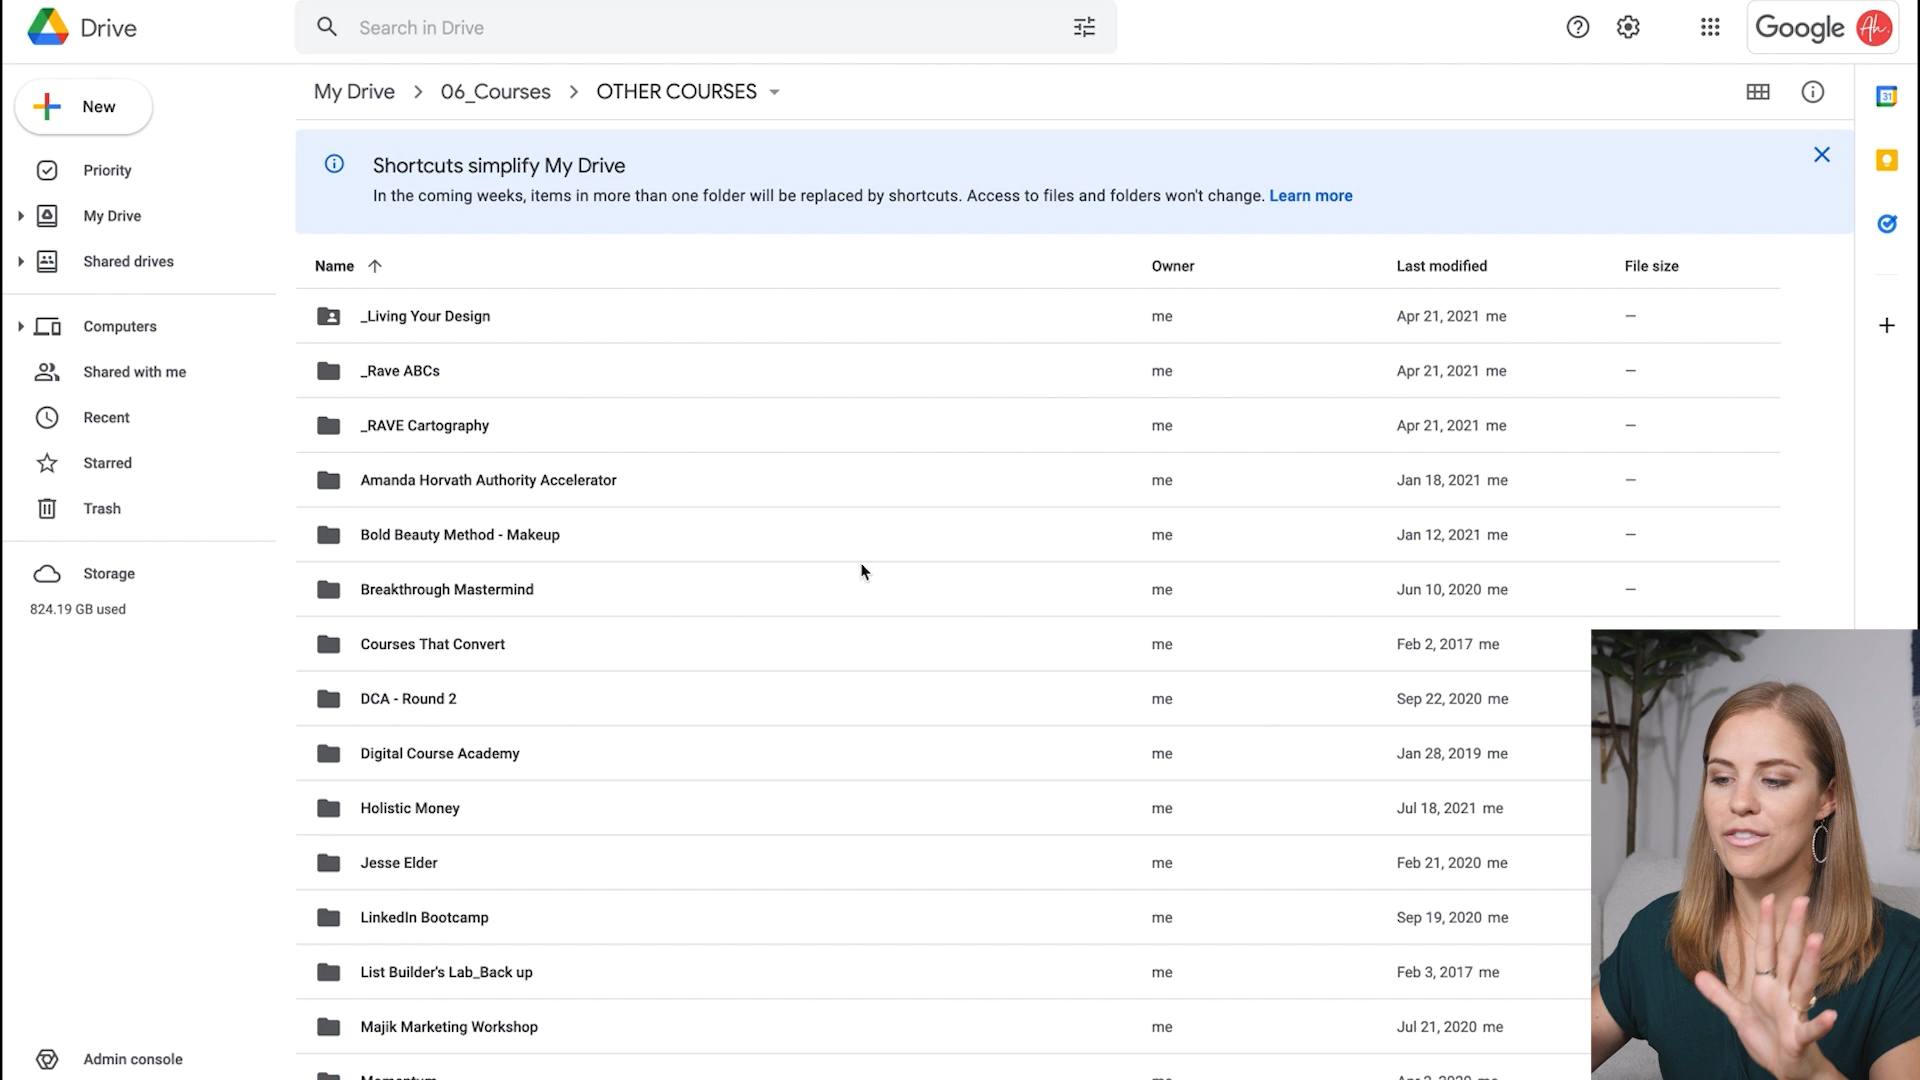 Drive
Search in Drive
Google Ah.
New
My Drive > 06_Courses > OTHER COURSES
31
Priority
My Drive
Shared drives
Computers
Shared with me
Recent
Starred
Trash
Storage
824.19 GB used
Admin console
Shortcuts simplify My Drive
In the coming weeks, items in more than one folder will be replaced by shortcuts. Access to files and folders won't change. Learn more
Name Owner Last modified File size
_Living Your Design me Apr 21, 2021 me —
_Rave ABCs me Apr 21, 2021 me —
_RAVE Cartography me Apr 21, 2021 me —
Amanda Horvath Authority Accelerator me Jan 18, 2021 me —
Bold Beauty Method - Makeup me Jan 12, 2021 me —
Breakthrough Mastermind me Jun 10, 2020 me —
Courses That Convert me Feb 2, 2017 me
DCA - Round 2 me Sep 22, 2020 me
Digital Course Academy me Jan 28, 2019 me
Holistic Money me Jul 18, 2021 me
Jesse Elder me Feb 21, 2020 me
LinkedIn Bootcamp me Sep 19, 2020 me
List Builder's Lab_Back up me Feb 3, 2017 me
Majik Marketing Workshop me Jul 21, 2020 me